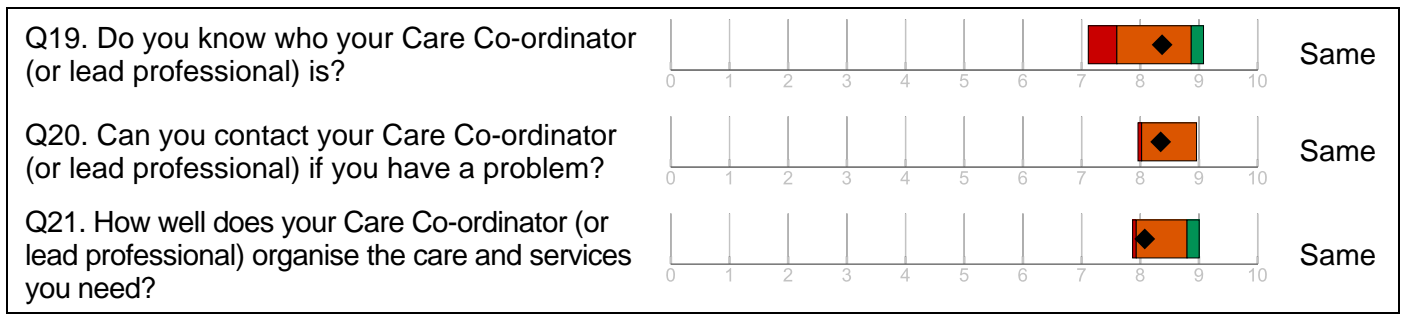 Q19. Do you know who your Care Co-ordinator
(or lead professional) is?
0 1 2 3 4 5 6 7 8 9 10
Same
Q20. Can you contact your Care Co-ordinator
(or lead professional) if you have a problem?
0 1 2 3 4 5 6 7 8 9 10
Same
Q21. How well does your Care Co-ordinator (or
lead professional) organise the care and services
you need?
0 1 2 3 4 5 6 7 8 9 10
Same